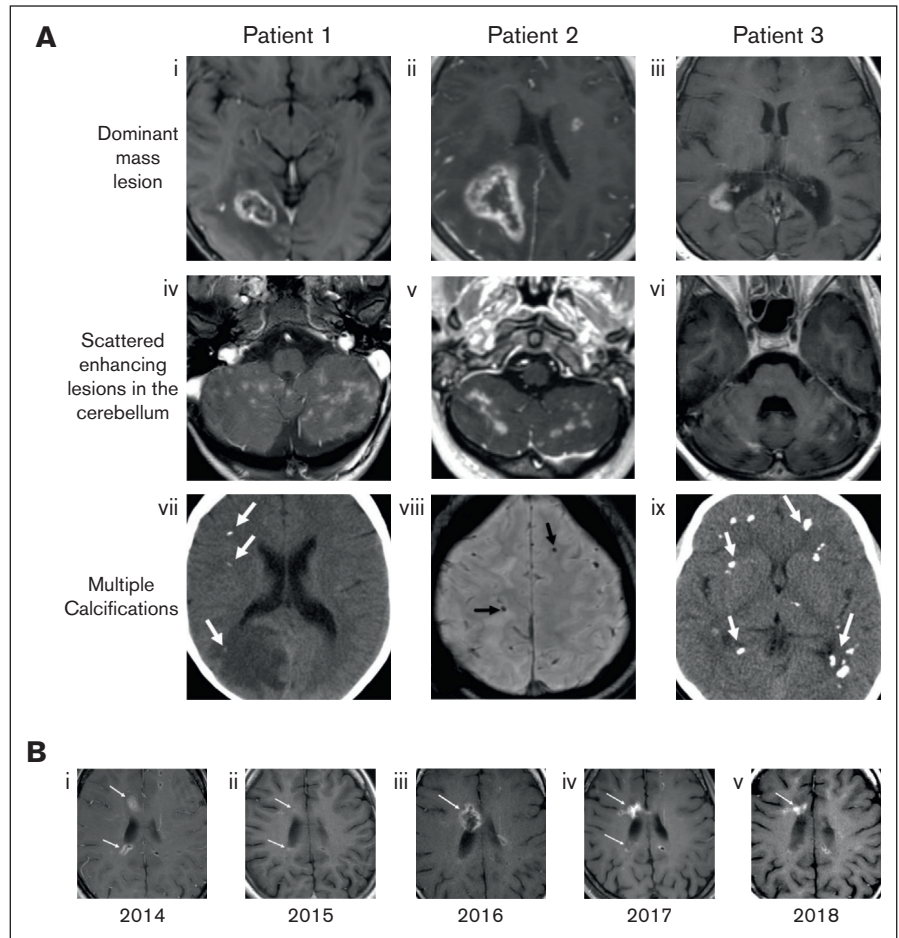 A
Patient 1
Patient 2
Patient 3
i
ii
iii
Dominant
mass
lesion
iv
v
vi
Scattered
enhancing
lesions in the
cerebellum
vii
viii
ix
Multiple
Calcifications
B
i
ii
iii
iv
v
2014
2015
2016
2017
2018